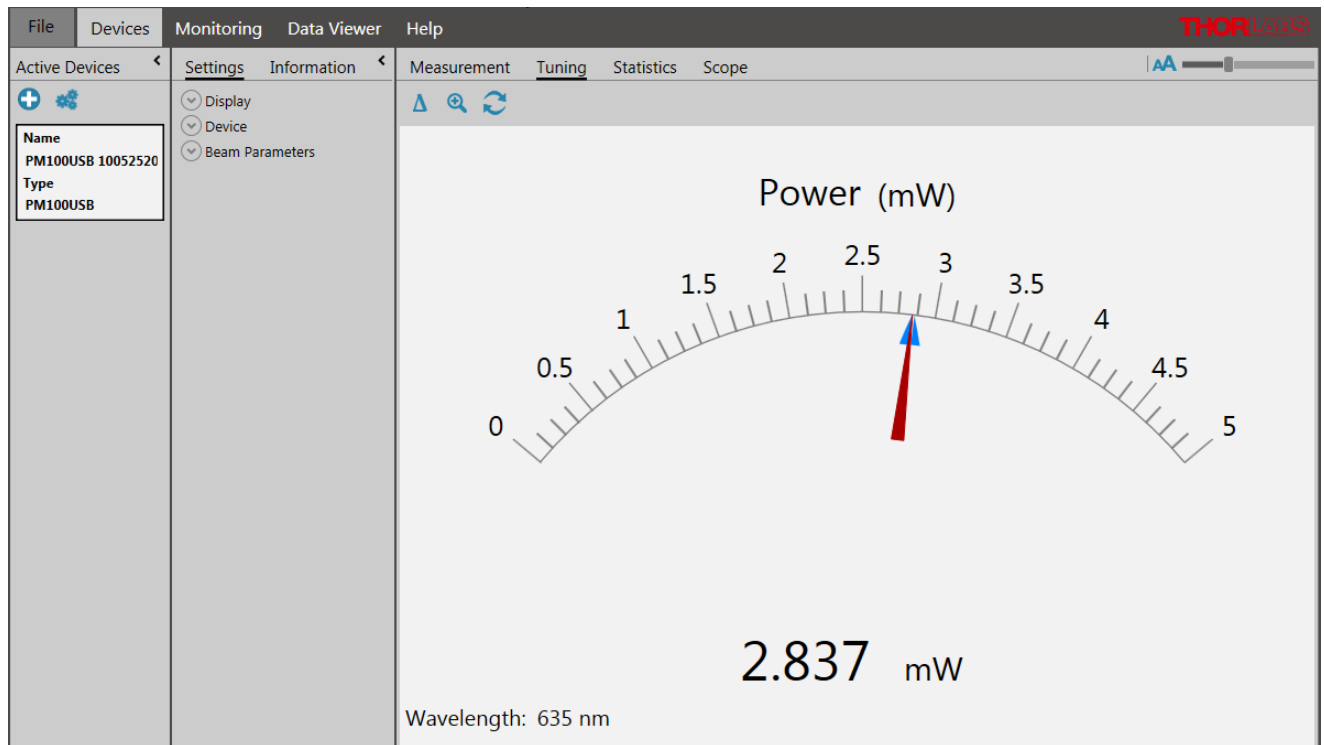 File Devices Monitoring Data Viewer Help THORLABS
Active Devices Settings Information Measurement Tuning Statistics Scope AA
Display
Device
Beam Parameters
Name
PM100USB 10052520
Type
PM100USB
Power (mW)
0 0.5 1 1.5 2 2.5 3 3.5 4 4.5 5
2.837 mW
Wavelength: 635 nm